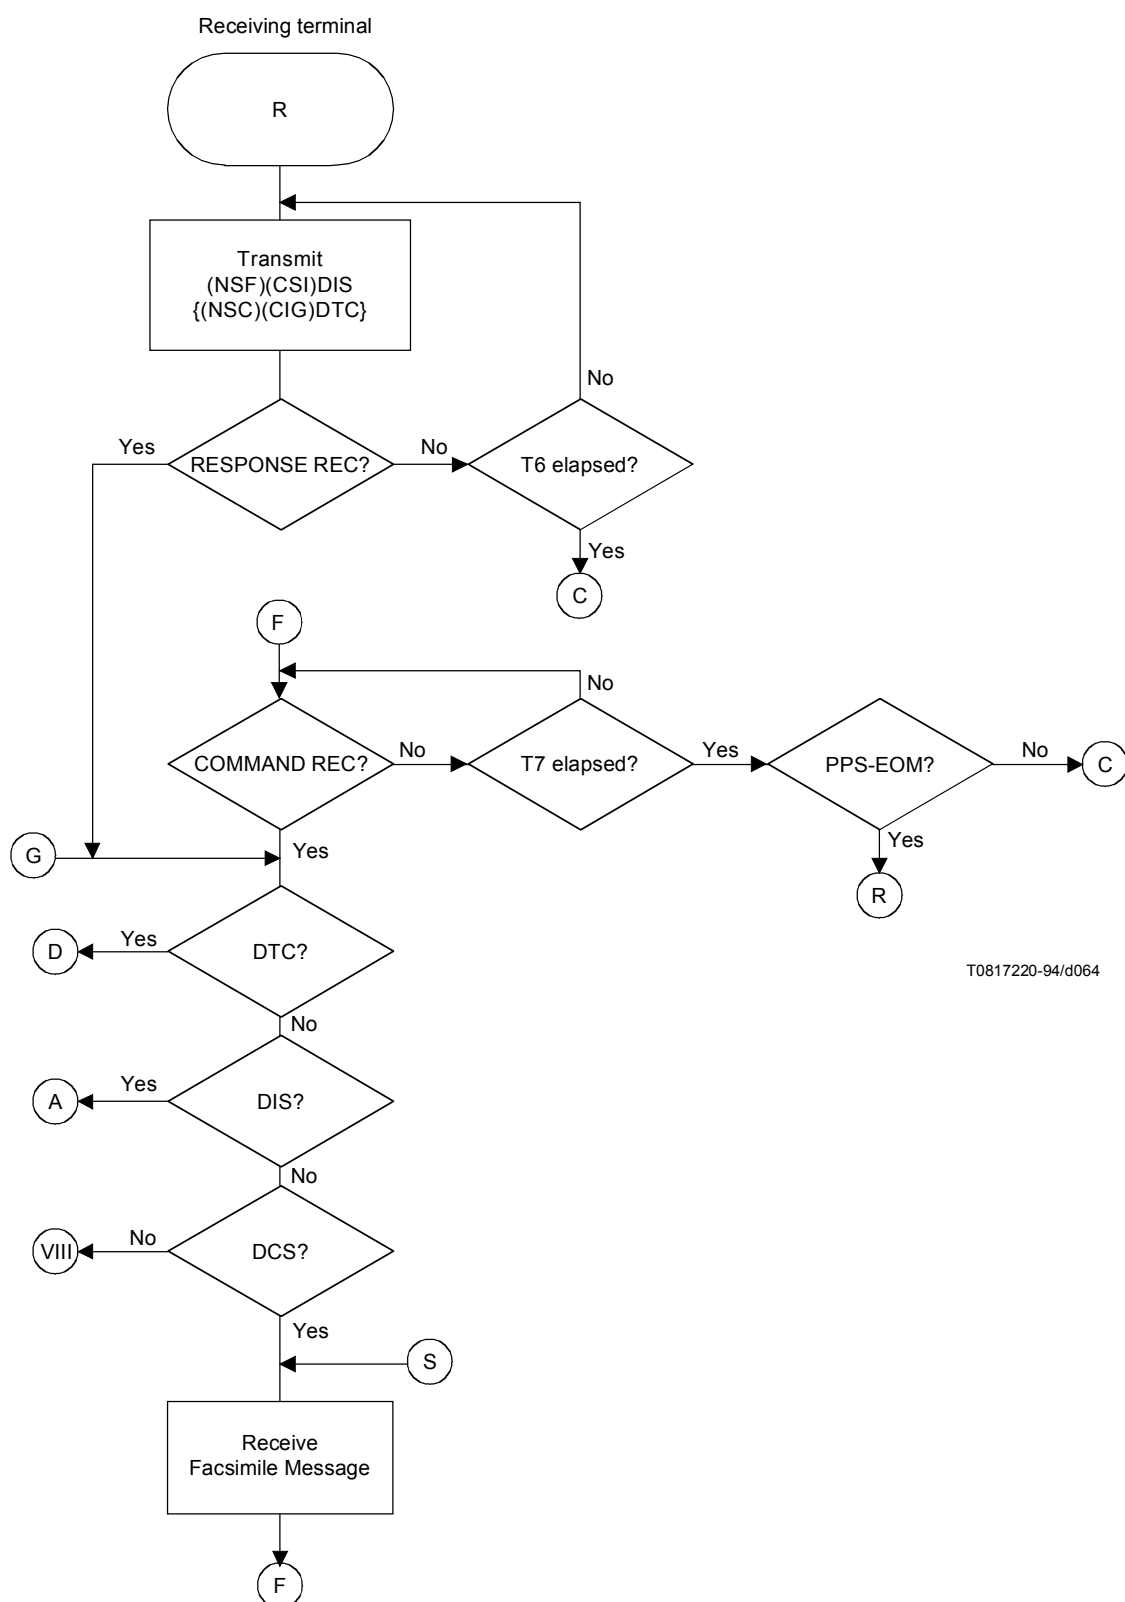 Receiving terminal
R
Transmit
(NSF)(CSI)DIS
{(NSC)(CIG)DTC}
No
Yes
RESPONSE REC?
No
T6 elapsed?
Yes
C
F
No
COMMAND REC?
No
T7 elapsed?
Yes
PPS-EOM?
No
C
G
Yes
Yes
R
D
Yes
DTC?
T0817220-94/d064
No
A
Yes
DIS?
No
VIII
No
DCS?
Yes
S
Receive
Facsimile Message
F